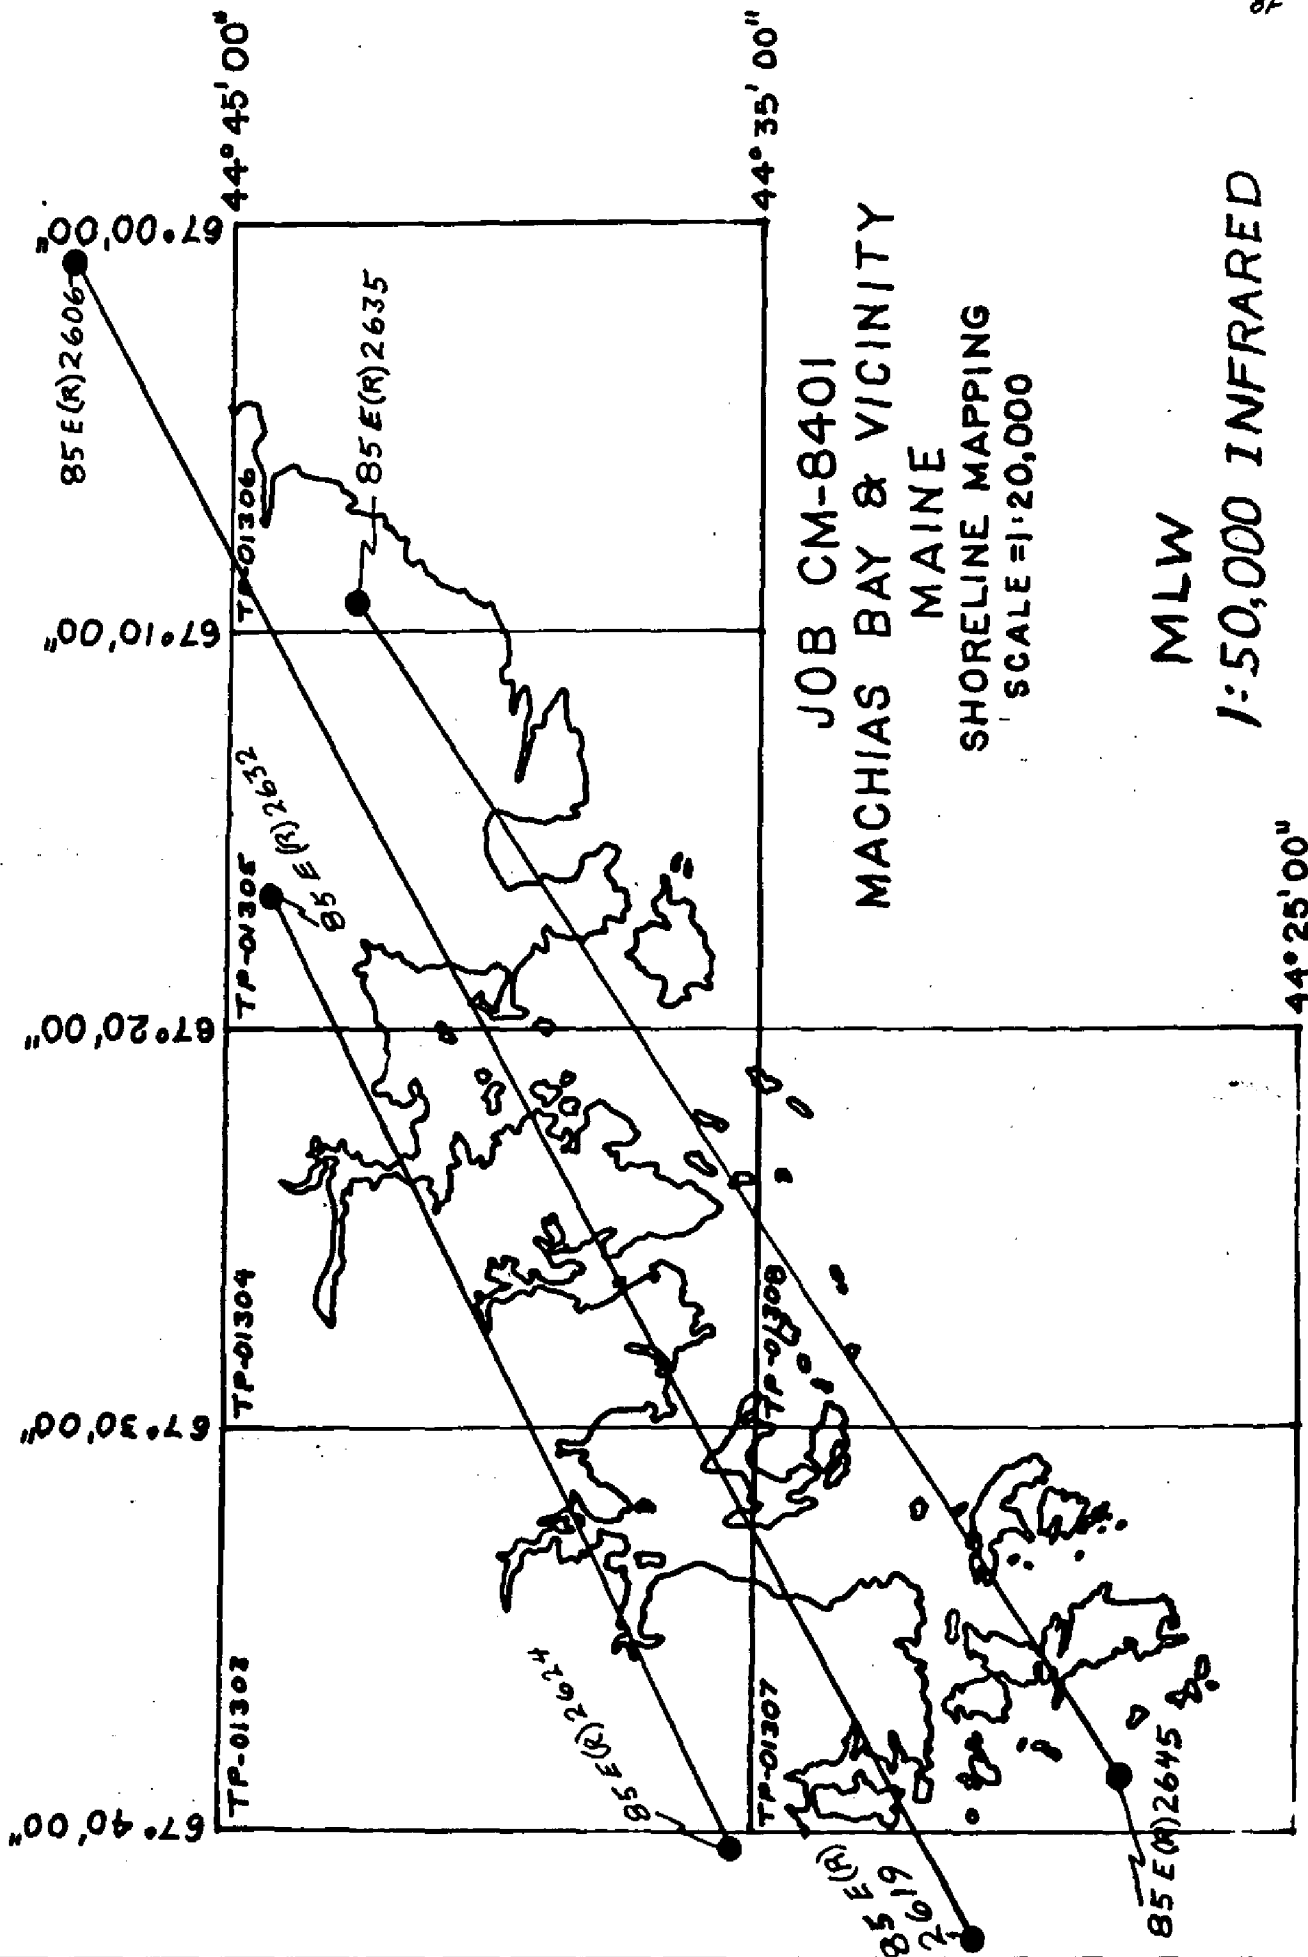 85 E(R) 2606
67°00'00"
44°45'00"
85 E(R) 2635
TP-01306
67°10'00"
44°35'00"
85 E(R) 2632
TP-01305
67°20'00"
TP-01304
67°30'00"
TP-01308
44°25'00"
TP-01302
85 E(R) 2624
67°40'00"
TP-01307
85 E(R)
2619
85 E(R) 2645
JOB CM-8401
MACHIAS BAY & VICINITY
MAINE
SHORELINE MAPPING
SCALE =1:20,000
MLW
1:50,000 INFRARED